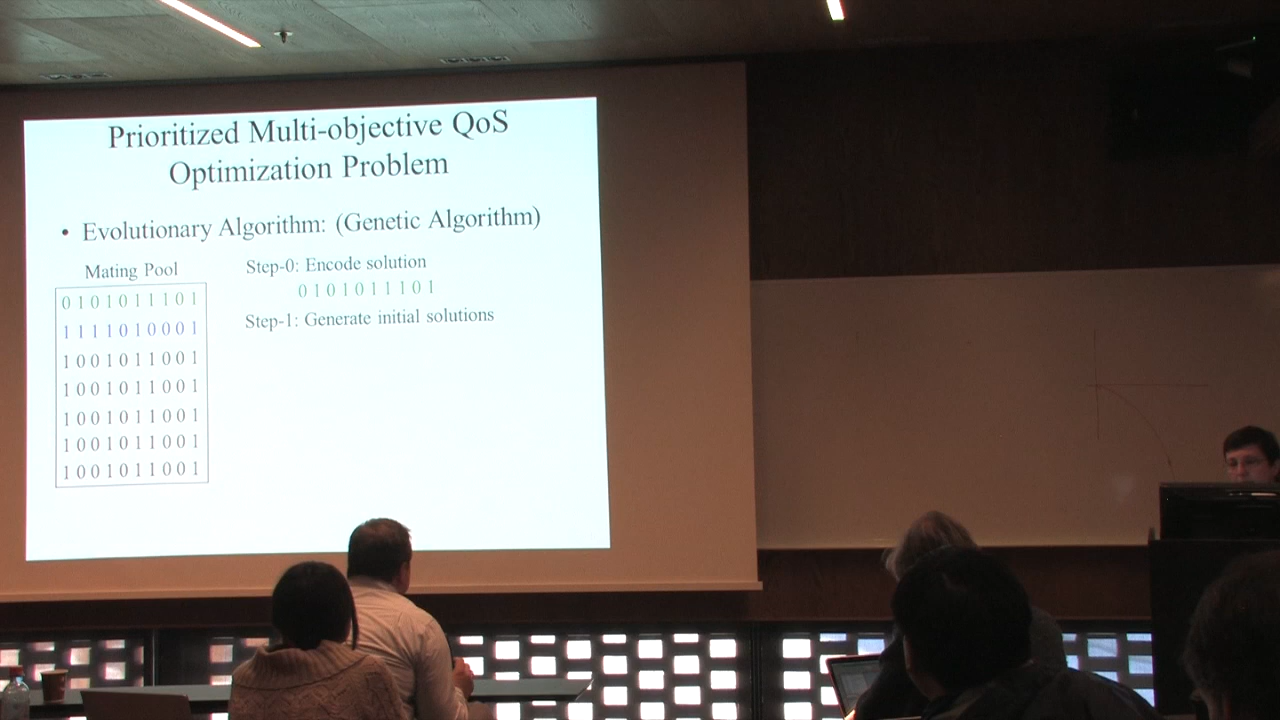 Prioritized Multi-objective QoS
Optimization Problem
• Evolutionary Algorithm: (Genetic Algorithm)
Mating Pool
0 1 0 1 0 1 1 1 0 1
1 1 1 1 0 1 0 0 0 1
1 0 0 1 0 1 1 0 0 1
1 0 0 1 0 1 1 0 0 1
1 0 0 1 0 1 1 0 0 1
1 0 0 1 0 1 1 0 0 1
1 0 0 1 0 1 1 0 0 1
Step-0: Encode solution
0 1 0 1 0 1 1 1 0 1
Step-1: Generate initial solutions